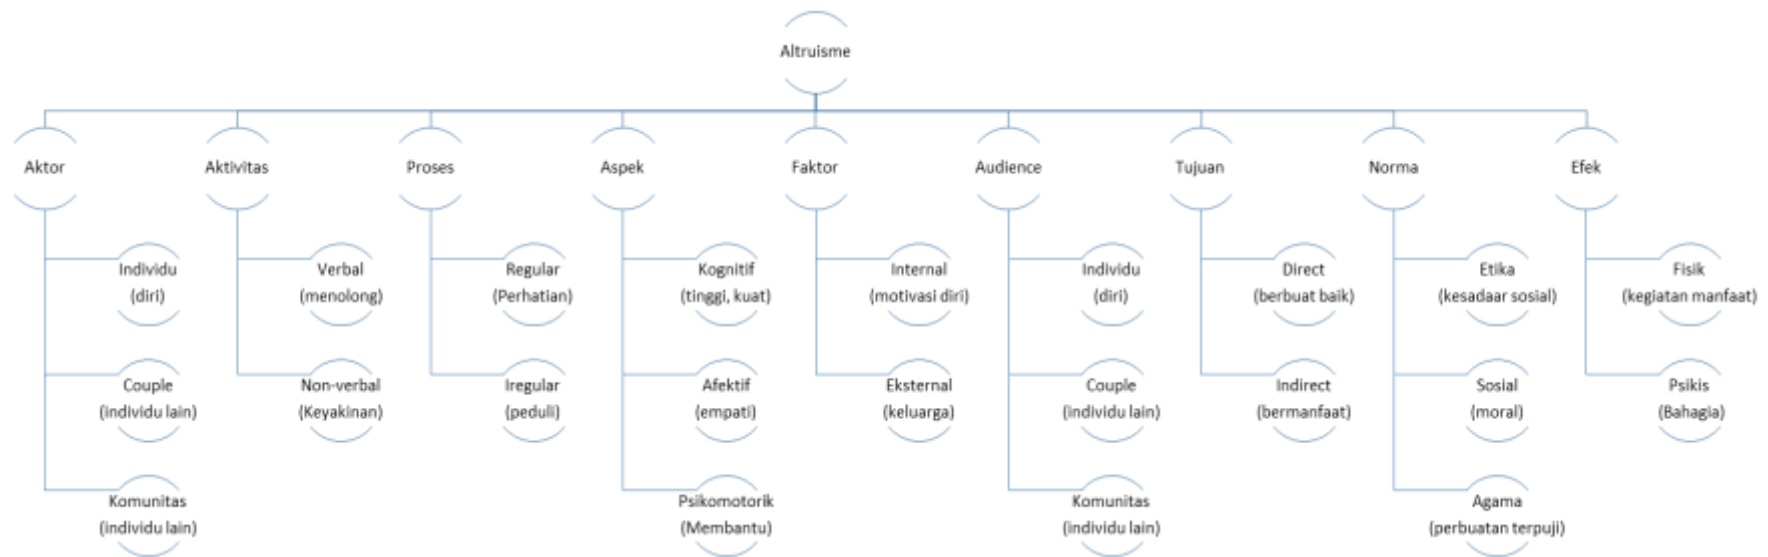 Altruisme
Aktor
Aktivitas
Proses
Aspek
Faktor
Audience
Tujuan
Norma
Efek
Individu
(diri)
Verbal
(menolong)
Regular
(Perhatian)
Kognitif
(tinggi, kuat)
Internal
(motivasi diri)
Individu
(diri)
Direct
(berbuat baik)
Etika
(kesadaar sosial)
Fisik
(kegiatan manfaat)
Couple
(individu lain)
Non-verbal
(Keyakinan)
Iregular
(peduli)
Afektif
(empati)
Eksternal
(keluarga)
Couple
(individu lain)
Indirect
(bermanfaat)
Sosial
(moral)
Psikis
(Bahagia)
Komunitas
(individu lain)
Psikomotorik
(Membantu)
Komunitas
(individu lain)
Agama
(perbuatan terpuji)